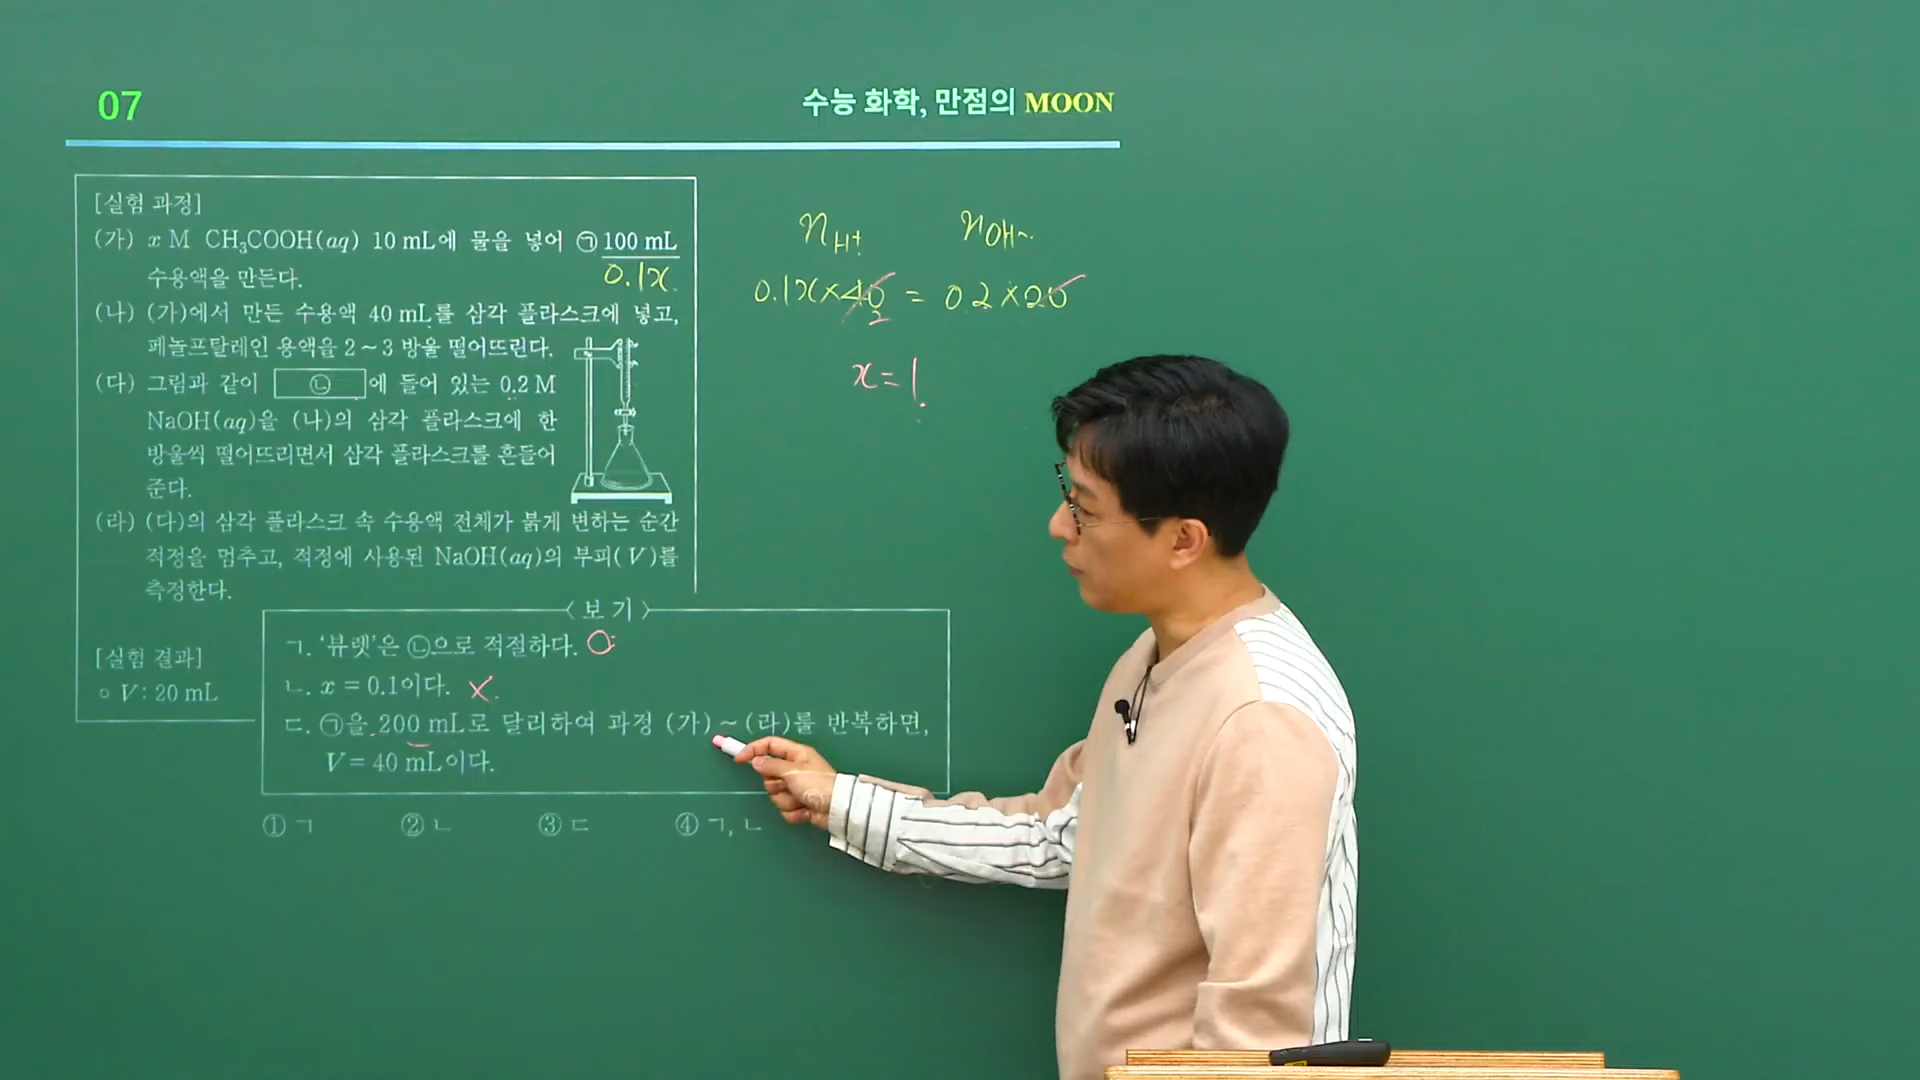 07
수능 화학, 만점의 MOON
[실험 과정]
(가) x M CH₃COOH(aq) 10 mL에 물을 넣어 ㉠ 100 mL
수용액을 만든다.
0.1x
(나) (가)에서 만든 수용액 40 mL를 삼각 플라스크에 넣고,
페놀프탈레인 용액을 2~3 방울 떨어뜨린다.
(다) 그림과 같이 ㉡ 에 들어 있는 0.2 M
NaOH(aq)을 (나)의 삼각 플라스크에 한
방울씩 떨어뜨리면서 삼각 플라스크를 흔들어
준다.
(라) (다)의 삼각 플라스크 속 수용액 전체가 붉게 변하는 순간
적정을 멈추고, 적정에 사용된 NaOH(aq)의 부피(V)를
측정한다.
[실험 결과]
○ V : 20 mL
〈보 기〉
ㄱ. '뷰렛'은 ㉡으로 적절하다. O
ㄴ. x = 0.1이다. X
ㄷ. ㉠을 200 mL로 달리하여 과정 (가)~(라)를 반복하면,
V = 40 mL이다.
① ㄱ ② ㄴ ③ ㄷ ④ ㄱ, ㄴ
nH⁺ nOH⁻
0.1x × 40 = 0.2 × 20
2
x = 1